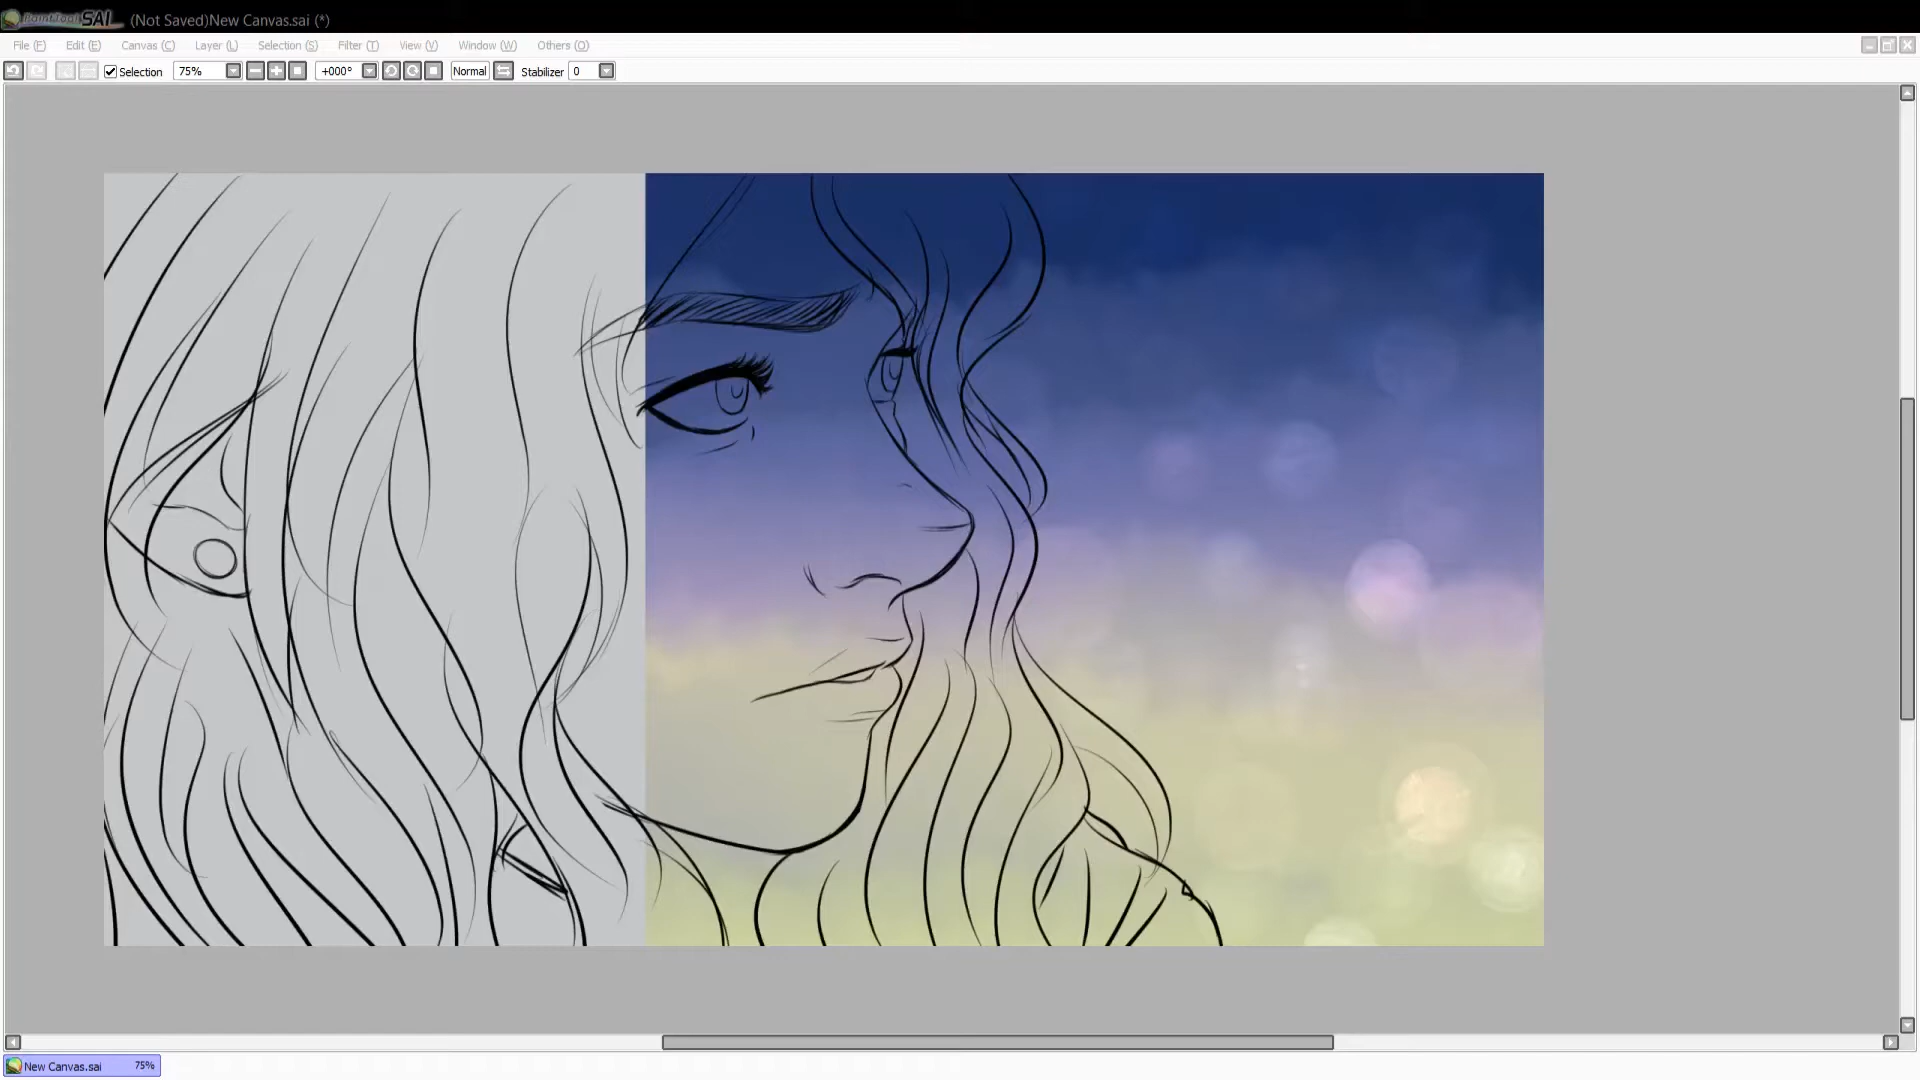 PaintTool SAI (Not Saved)New Canvas.sai (*)
File (F) Edit (E) Canvas (C) Layer (L) Selection (S) Filter (T) View (V) Window (W) Others (O)
Selection 75% +000° Normal Stabilizer 0
New Canvas.sai 75%